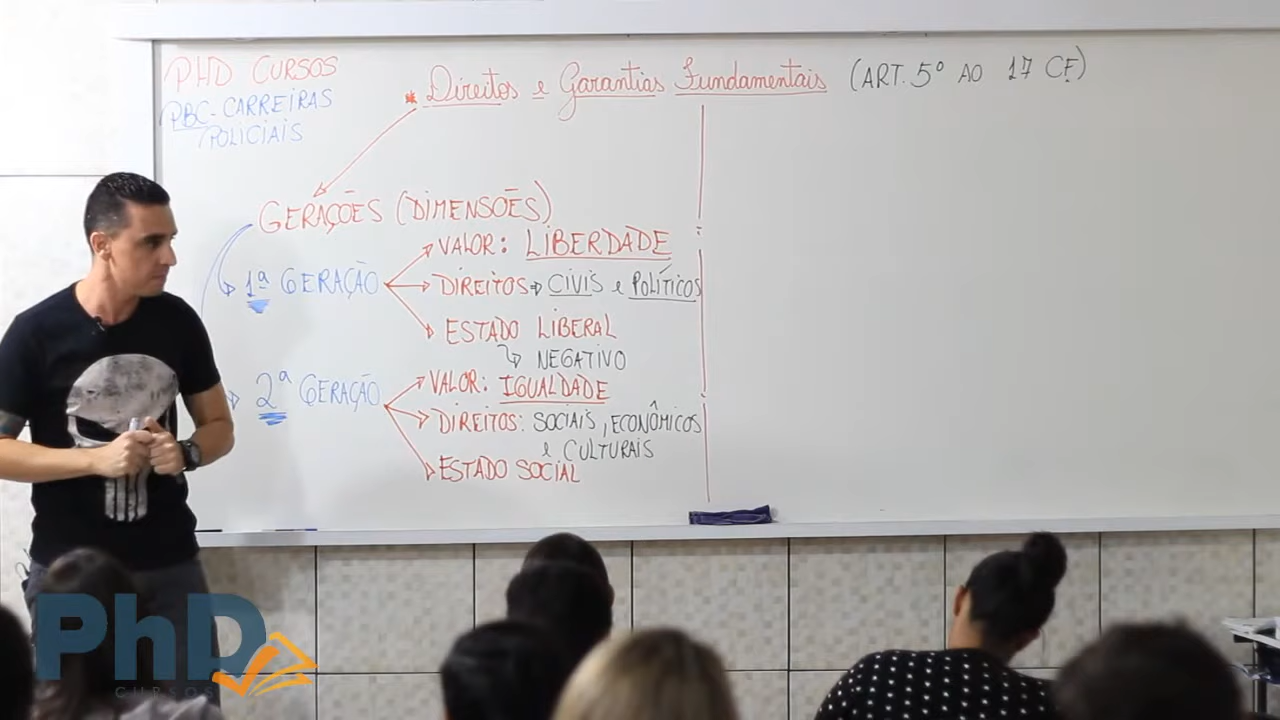 PHD CURSOS
PBC - CARREIRAS
POLICIAIS
* Direitos e Garantias Fundamentais (ART. 5º AO 17 CF.)
GERAÇÕES (DIMENSÕES)
1ª GERAÇÃO
VALOR: LIBERDADE
DIREITOS → CIVIS e POLÍTICOS
ESTADO LIBERAL
NEGATIVO
2ª GERAÇÃO
VALOR: IGUALDADE
DIREITOS: SOCIAIS, ECONÔMICOS
e CULTURAIS
ESTADO SOCIAL
PhD
CURSOS